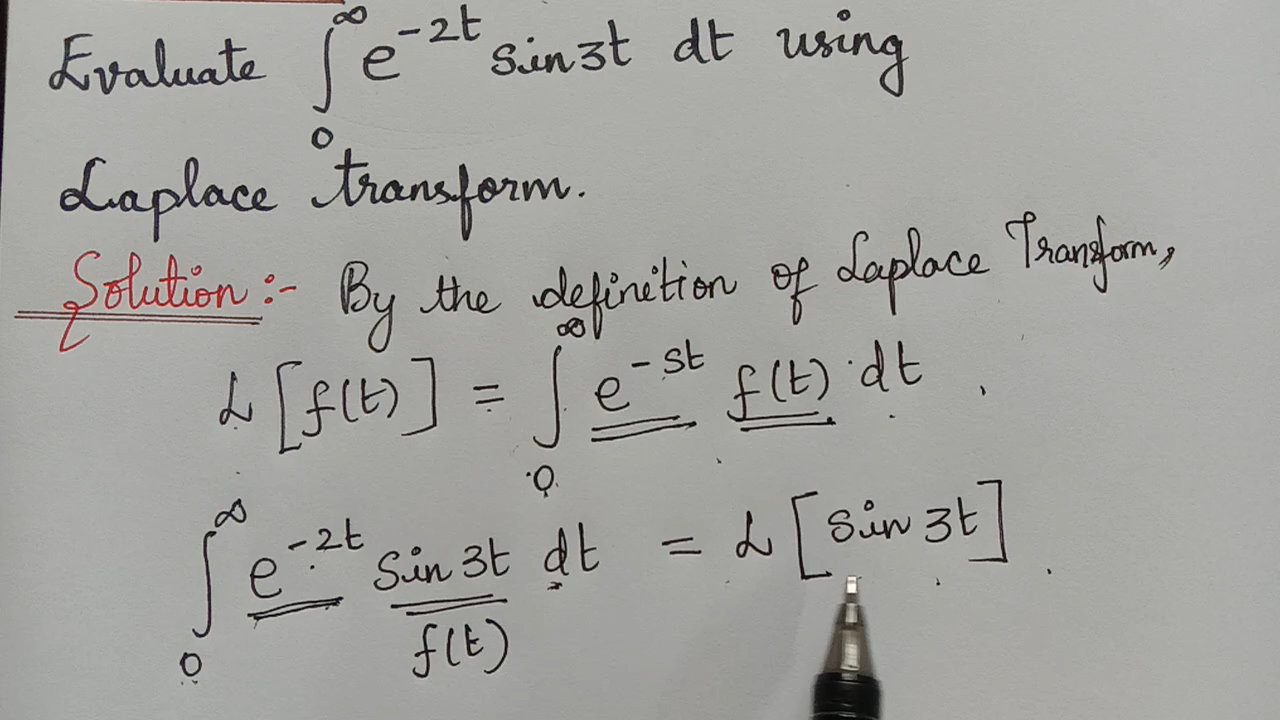 Evaluate ∫₀^∞ e^{-2t} sin3t dt using
Laplace transform.
Solution :- By the definition of Laplace Transform,
L[f(t)] = ∫₀^∞ e^{-st} f(t) · dt
∫₀^∞ e^{-2t} sin3t dt = L[sin3t]
f(t)